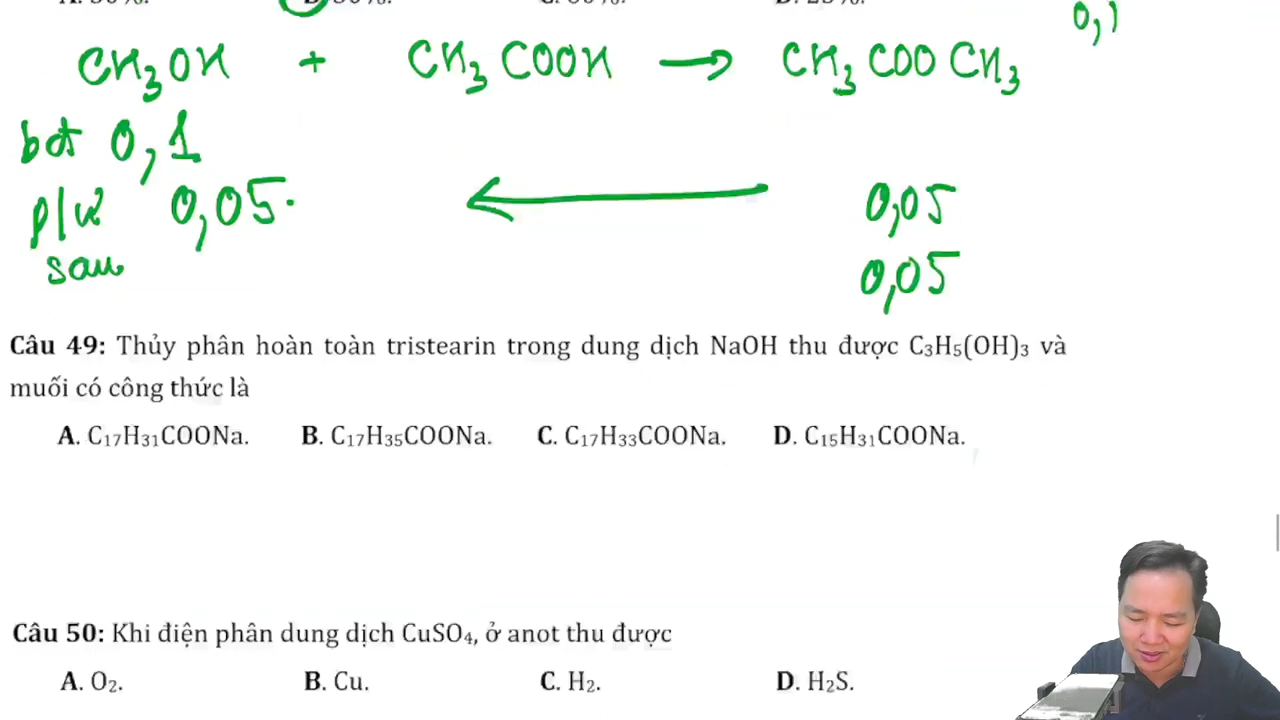 0,1
CH₃OH + CH₃COOH → CH₃COOCH₃
bđ 0,1
p/ư 0,05. ← 0,05
sau 0,05
Câu 49: Thủy phân hoàn toàn tristearin trong dung dịch NaOH thu được C₃H₅(OH)₃ và
muối có công thức là
A. C₁₇H₃₁COONa. B. C₁₇H₃₅COONa. C. C₁₇H₃₃COONa. D. C₁₅H₃₁COONa.
Câu 50: Khi điện phân dung dịch CuSO₄, ở anot thu được
A. O₂. B. Cu. C. H₂. D. H₂S.